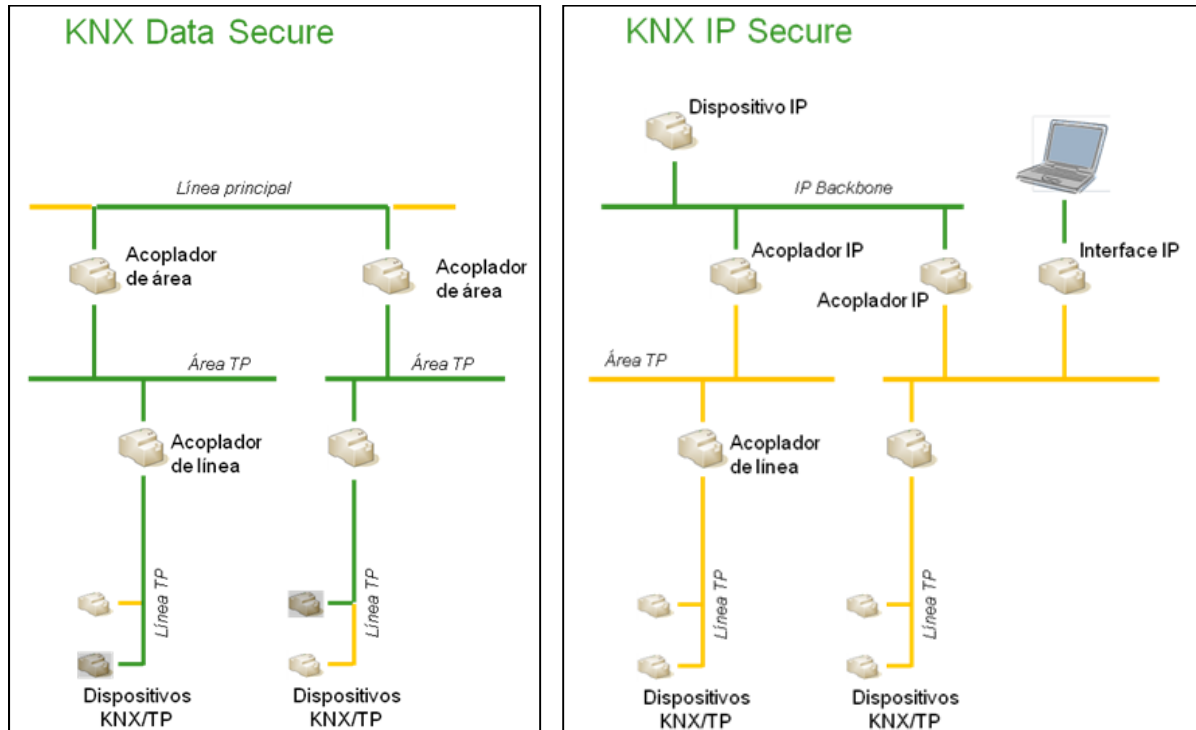 KNX Data Secure
Línea principal
Acoplador
de área
Acoplador
de área
Área TP
Área TP
Acoplador
de línea
Línea TP
Línea TP
Dispositivos
KNX/TP
Dispositivos
KNX/TP
KNX IP Secure
Dispositivo IP
IP Backbone
Acoplador IP
Acoplador IP
Interface IP
Área TP
Acoplador
de línea
Línea TP
Línea TP
Dispositivos
KNX/TP
Dispositivos
KNX/TP